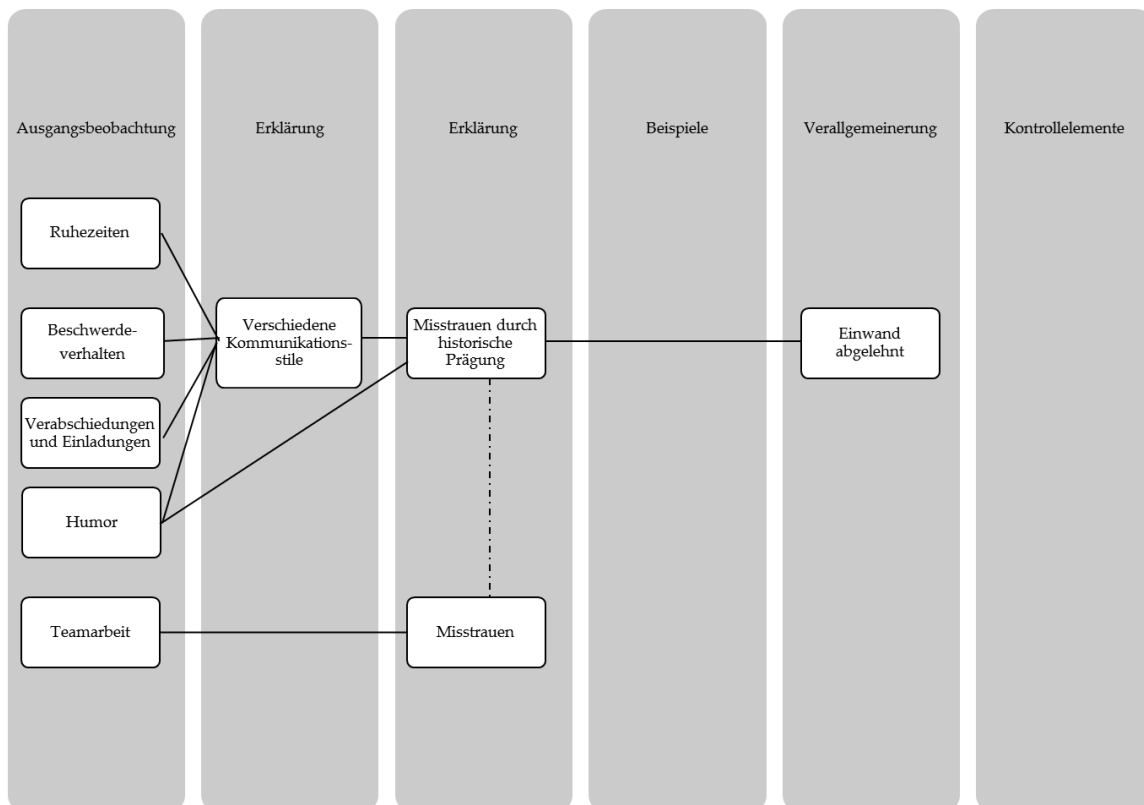 Ausgangsbeobachtung
Erklärung
Erklärung
Beispiele
Verallgemeinerung
Kontrollelemente
Ruhezeiten
Beschwerde-
verhalten
Verabschiedungen
und Einladungen
Humor
Teamarbeit
Verschiedene
Kommunikations-
stile
Misstrauen durch
historische
Prägung
Misstrauen
Einwand
abgelehnt